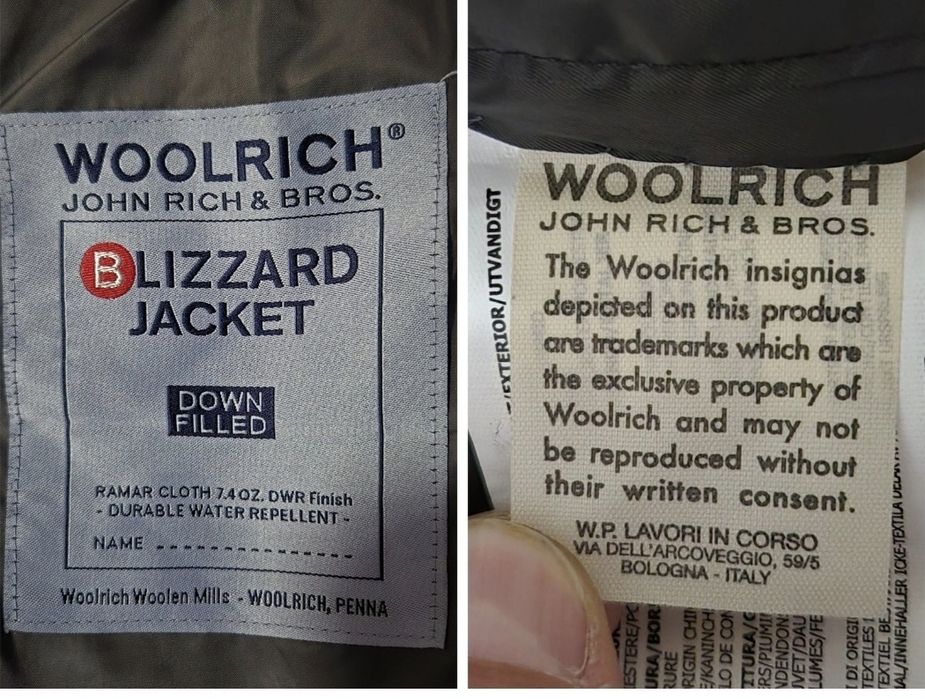 WOOLRICH®
JOHN RICH & BROS.
BLIZZARD
JACKET
DOWN
FILLED
RAMAR CLOTH 7.4 OZ. DWR Finish
- DURABLE WATER REPELLENT -
NAME ---------------
Woolrich Woolen Mills - WOOLRICH, PENNA
WOOLRICH
JOHN RICH & BROS.
The Woolrich insignias
depicted on this product
are trademarks which are
the exclusive property of
Woolrich and may not
be reproduced without
their written consent.
W.P. LAVORI IN CORSO
VIA DELL'ARCOVEGGIO, 59/5
BOLOGNA - ITALY
/EXTERIOR/UTVANDIGT